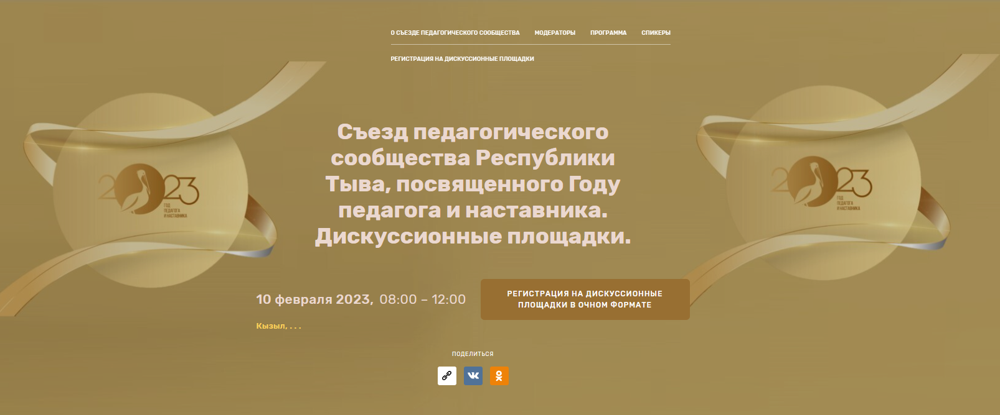 О СЪЕЗДЕ ПЕДАГОГИЧЕСКОГО СООБЩЕСТВА МОДЕРАТОРЫ ПРОГРАММА СПИКЕРЫ
РЕГИСТРАЦИЯ НА ДИСКУССИОННЫЕ ПЛОЩАДКИ
Съезд педагогического
сообщества Республики
Тыва, посвященного Году
педагога и наставника.
Дискуссионные площадки.
2023
ГОД
ПЕДАГОГА
И НАСТАВНИКА
2023
ГОД
ПЕДАГОГА
И НАСТАВНИКА
10 февраля 2023, 08:00 – 12:00
Кызыл, . . .
РЕГИСТРАЦИЯ НА ДИСКУССИОННЫЕ
ПЛОЩАДКИ В ОЧНОМ ФОРМАТЕ
ПОДЕЛИТЬСЯ